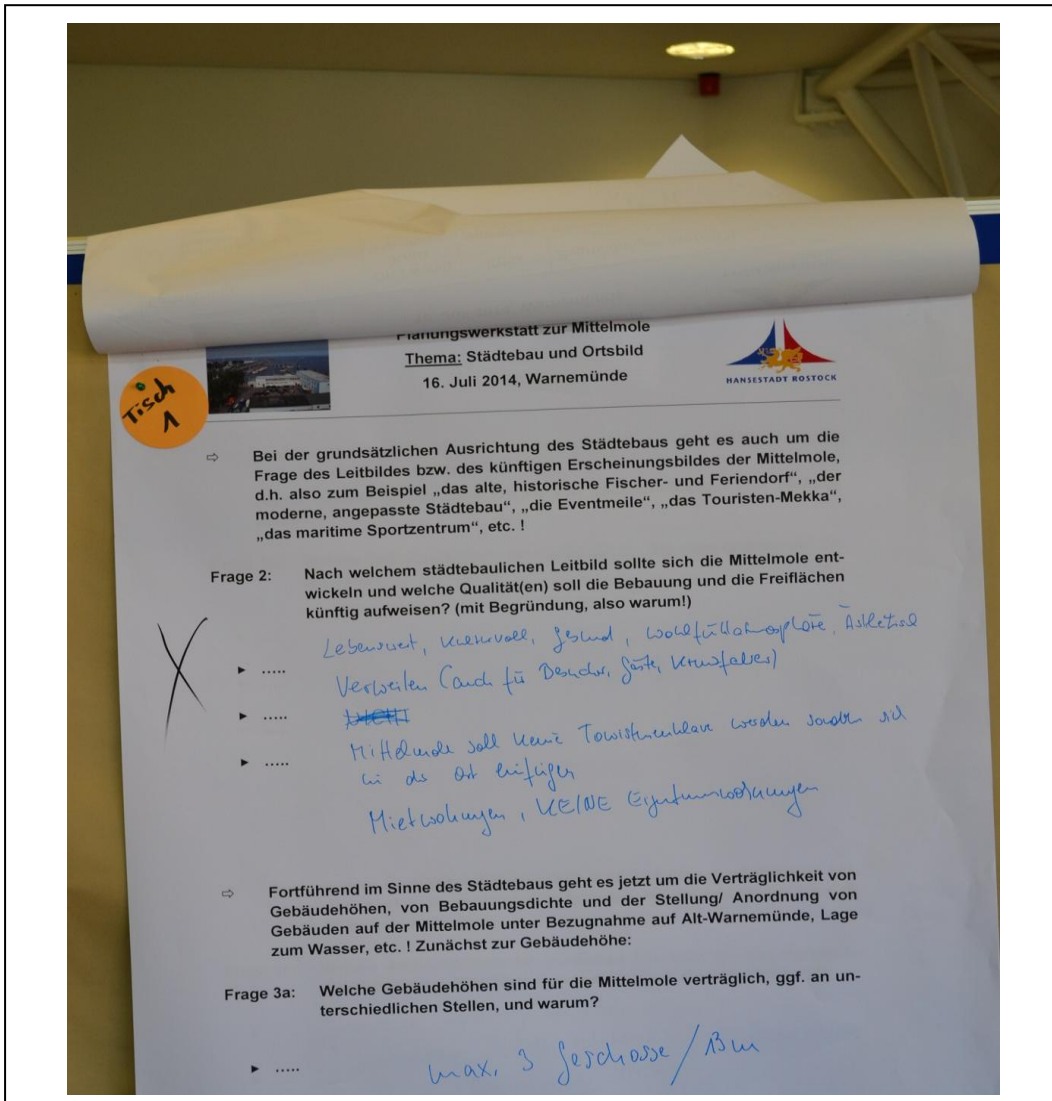 Planungswerkstatt zur Mittelmole
Thema: Städtebau und Ortsbild
16. Juli 2014, Warnemünde
HANSESTADT ROSTOCK
Tisch
1
⇨ Bei der grundsätzlichen Ausrichtung des Städtebaus geht es auch um die
Frage des Leitbildes bzw. des künftigen Erscheinungsbildes der Mittelmole,
d.h. also zum Beispiel „das alte, historische Fischer- und Feriendorf“, „der
moderne, angepasste Städtebau“, „die Eventmeile“, „das Touristen-Mekka“,
„das maritime Sportzentrum“, etc. !
Frage 2: Nach welchem städtebaulichen Leitbild sollte sich die Mittelmole ent-
wickeln und welche Qualität(en) soll die Bebauung und die Freiflächen
künftig aufweisen? (mit Begründung, also warum!)
Lebenswert, kulturvoll, gesund, Wohlfühlatmosphäre, Ästhetisch
► .....
Verweilen (auch für Besucher, Gäste, Kreuzfahrer)
► .....
► .....
Mittelmole soll keine Touristenenklave werden sondern sich
in den Ort einfügen
Mietwohungen, KEINE Eigentumswohnungen
⇨ Fortführend im Sinne des Städtebaus geht es jetzt um die Verträglichkeit von
Gebäudehöhen, von Bebauungsdichte und der Stellung/ Anordnung von
Gebäuden auf der Mittelmole unter Bezugnahme auf Alt-Warnemünde, Lage
zum Wasser, etc. ! Zunächst zur Gebäudehöhe:
Frage 3a: Welche Gebäudehöhen sind für die Mittelmole verträglich, ggf. an un-
terschiedlichen Stellen, und warum?
► ..... max. 3 Geschosse / 13 m